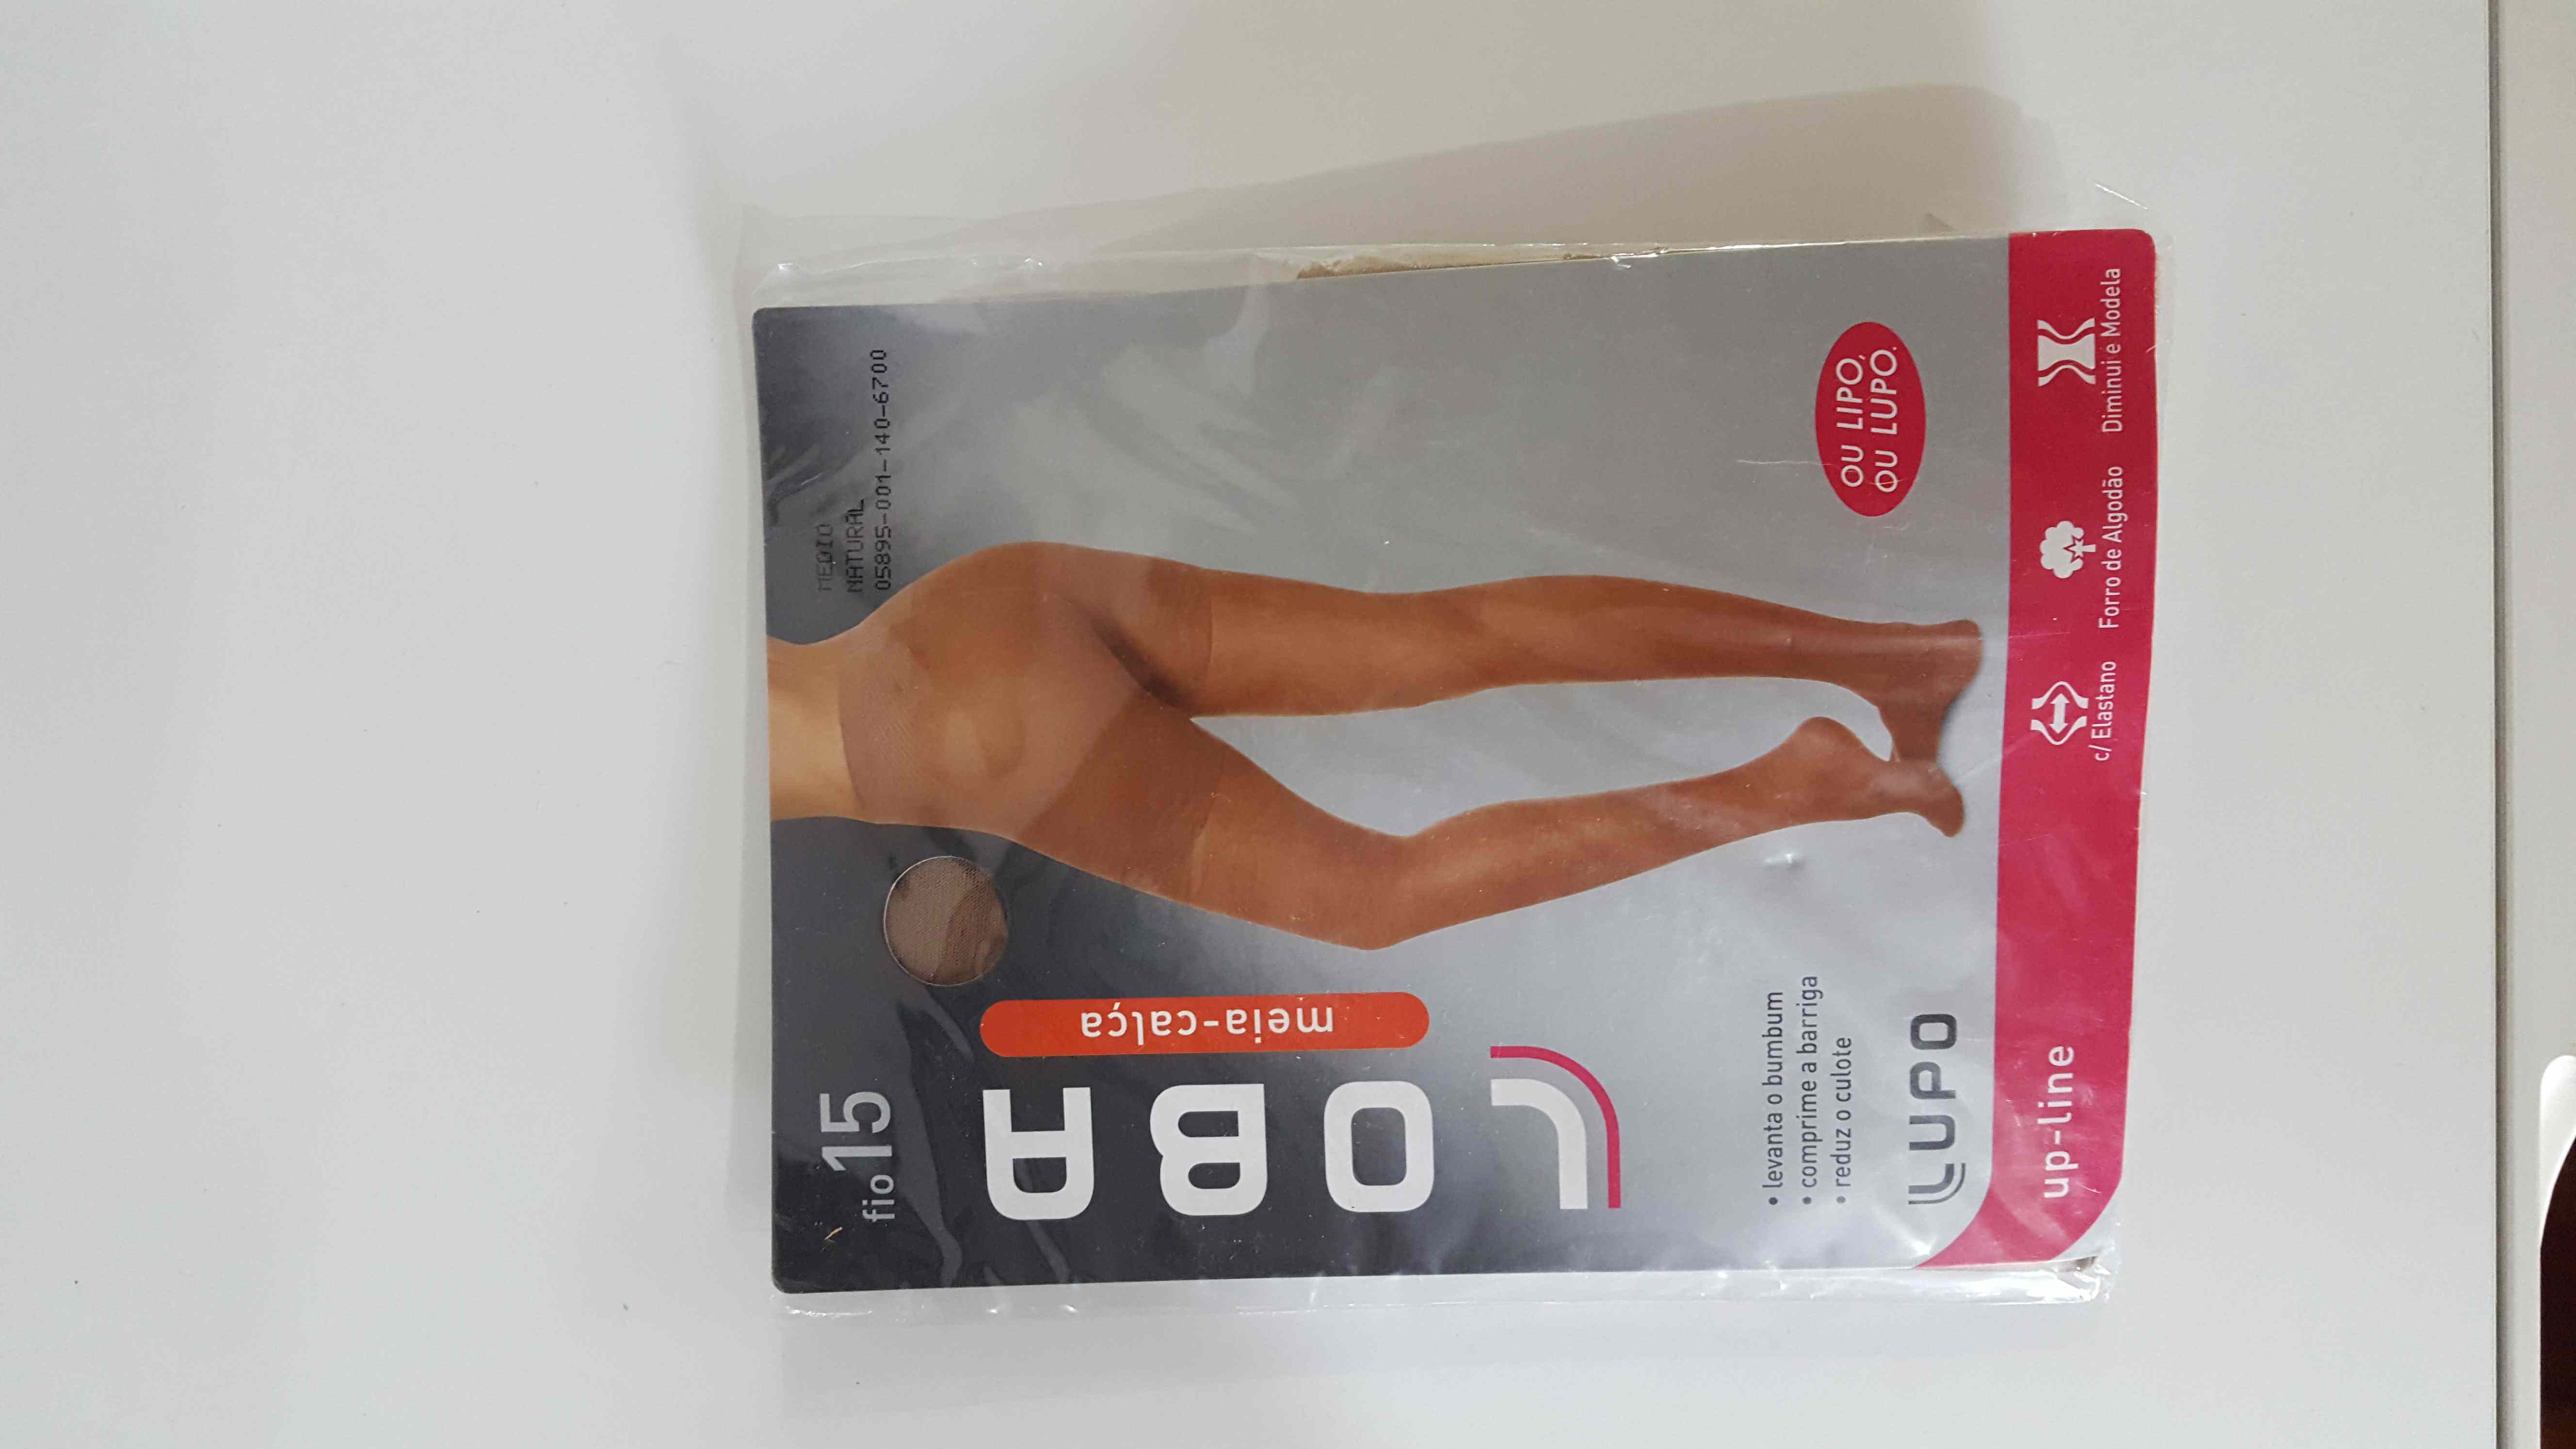 fio 15
MEDIO
NATURAL
05895-001-140-6700
LOBA
meia-calça
• levanta o bumbum
• comprime a barriga
• reduz o culote
LUPO
OU LIPO,
OU LUPO.
up-line
c/ Elastano
Forro de Algodão
Diminui e Modela